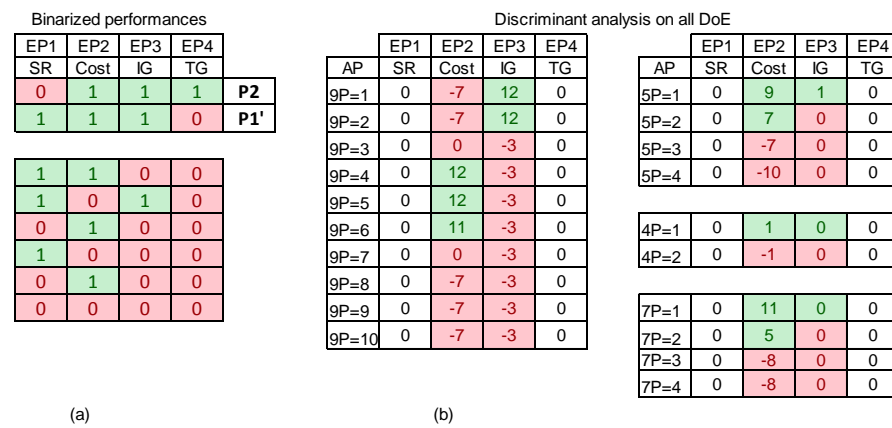 Binarized performances
EP1 EP2 EP3 EP4
SR Cost IG TG
0 1 1 1 P2
1 1 1 0 P1'
1 1 0 0
1 0 1 0
0 1 0 0
1 0 0 0
0 1 0 0
0 0 0 0
(a)
Discriminant analysis on all DoE
EP1 EP2 EP3 EP4
AP SR Cost IG TG
9P=1 0 -7 12 0
9P=2 0 -7 12 0
9P=3 0 0 -3 0
9P=4 0 12 -3 0
9P=5 0 12 -3 0
9P=6 0 11 -3 0
9P=7 0 0 -3 0
9P=8 0 -7 -3 0
9P=9 0 -7 -3 0
9P=10 0 -7 -3 0
EP1 EP2 EP3 EP4
AP SR Cost IG TG
5P=1 0 9 1 0
5P=2 0 7 0 0
5P=3 0 -7 0 0
5P=4 0 -10 0 0
4P=1 0 1 0 0
4P=2 0 -1 0 0
7P=1 0 11 0 0
7P=2 0 5 0 0
7P=3 0 -8 0 0
7P=4 0 -8 0 0
(b)